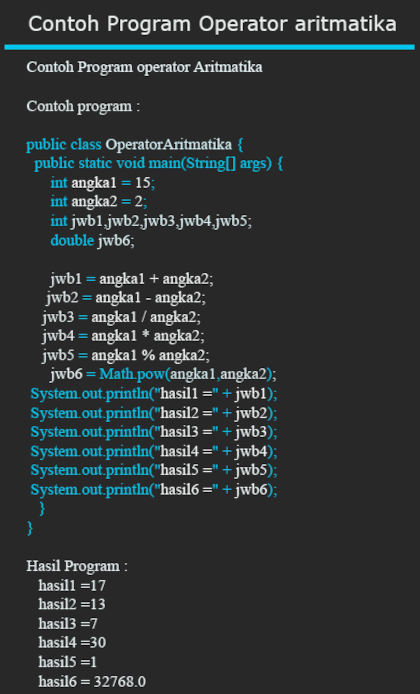 Contoh Program Operator aritmatika
Contoh Program operator Aritmatika
Contoh program :
public class OperatorAritmatika {
public static void main(String[] args) {
int angka1 = 15;
int angka2 = 2;
int jwb1,jwb2,jwb3,jwb4,jwb5;
double jwb6;
jwb1 = angka1 + angka2;
jwb2 = angka1 - angka2;
jwb3 = angka1 / angka2;
jwb4 = angka1 * angka2;
jwb5 = angka1 % angka2;
jwb6 = Math.pow(angka1,angka2);
System.out.println("hasil1 =" + jwb1);
System.out.println("hasil2 =" + jwb2);
System.out.println("hasil3 =" + jwb3);
System.out.println("hasil4 =" + jwb4);
System.out.println("hasil5 =" + jwb5);
System.out.println("hasil6 =" + jwb6);
}
}
Hasil Program :
hasil1 =17
hasil2 =13
hasil3 =7
hasil4 =30
hasil5 =1
hasil6 = 32768.0